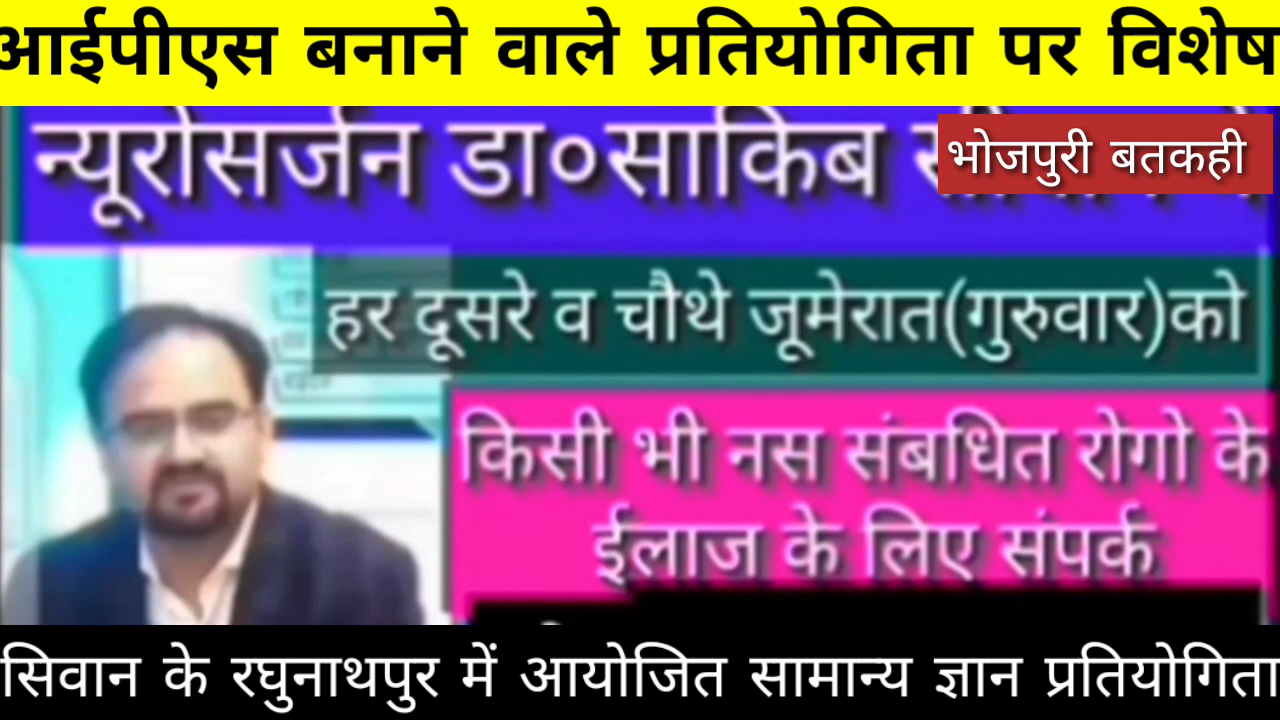 आईपीएस बनाने वाले प्रतियोगिता पर विशेष
न्यूरोसर्जन डा०साकिब
भोजपुरी बतकही
हर दूसरे व चौथे जूमेरात(गुरुवार)को
किसी भी नस संबधित रोगो के
ईलाज के लिए संपर्क
सिवान के रघुनाथपुर में आयोजित सामान्य ज्ञान प्रतियोगिता